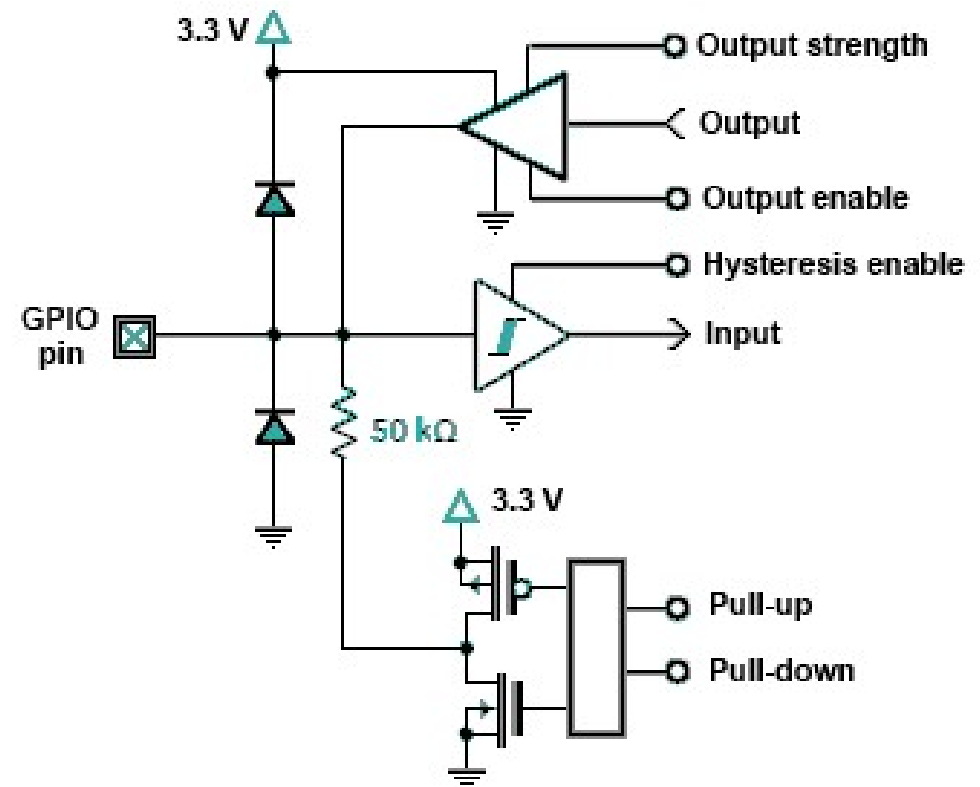 3.3 V
Output strength
Output
Output enable
Hysteresis enable
GPIO
pin
Input
50 kΩ
3.3 V
Pull-up
Pull-down